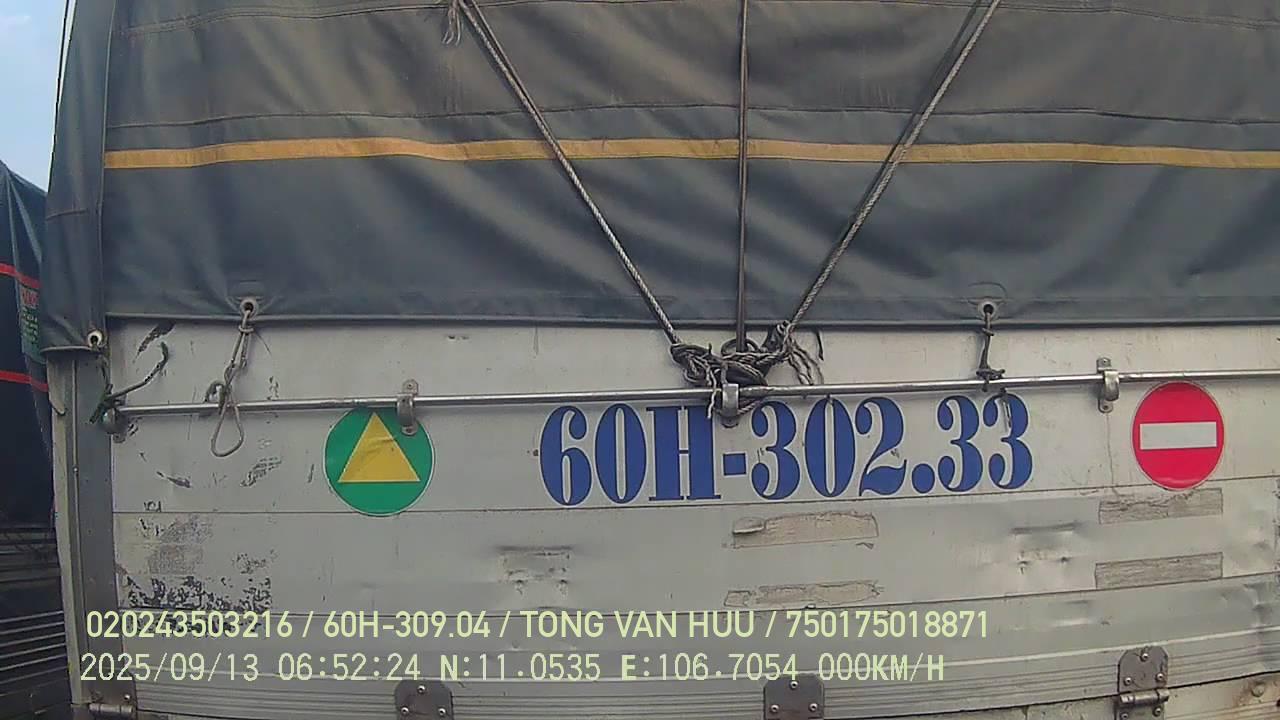 60H-302.33
020243503216 / 60H-309.04 / TONG VAN HUU / 750175018871
2025/09/13 06:52:24 N:11.0535 E:106.7054 000KM/H